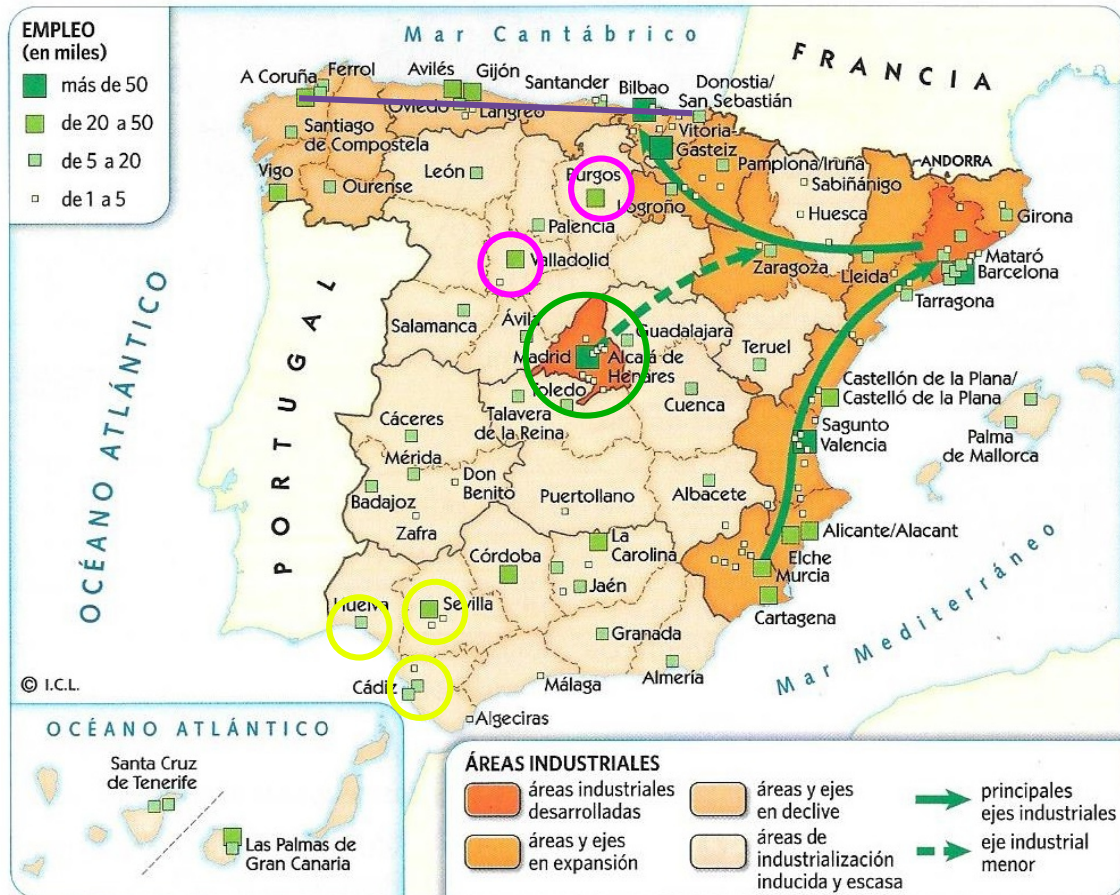 EMPLEO
(en miles)
más de 50
de 20 a 50
de 5 a 20
de 1 a 5
Mar Cantábrico
FRANCIA
A Coruña
Ferrol
Avilés
Gijón
Santander
Bilbao
Donostia/
San Sebastián
Oviedo
Langreo
Santiago
de Compostela
Vitoria-
Gasteiz
León
Burgos
Pamplona/Iruña
ANDORRA
Vigo
Ourense
Logroño
Sabiñánigo
Huesca
Girona
Palencia
Valladolid
Zaragoza
Lleida
Mataró
Barcelona
Tarragona
Salamanca
Ávila
Guadalajara
Madrid
Alcalá de
Henares
Teruel
PORTUGAL
OCÉANO ATLÁNTICO
Toledo
Talavera
de la Reina
Cuenca
Castellón de la Plana/
Castelló de la Plana
Cáceres
Sagunto
Valencia
Palma
de Mallorca
Mérida
Don
Benito
Badajoz
Zafra
Puertollano
Albacete
La
Carolina
Alicante/Alacant
Córdoba
Elche
Murcia
Jaén
Huelva
Sevilla
Cartagena
Granada
Mar Mediterráneo
Almería
Málaga
Cádiz
Algeciras
© I.C.L.
OCÉANO ATLÁNTICO
Santa Cruz
de Tenerife
Las Palmas de
Gran Canaria
ÁREAS INDUSTRIALES
áreas industriales
desarrolladas
áreas y ejes
en expansión
áreas y ejes
en declive
áreas de
industrialización
inducida y escasa
principales
ejes industriales
eje industrial
menor